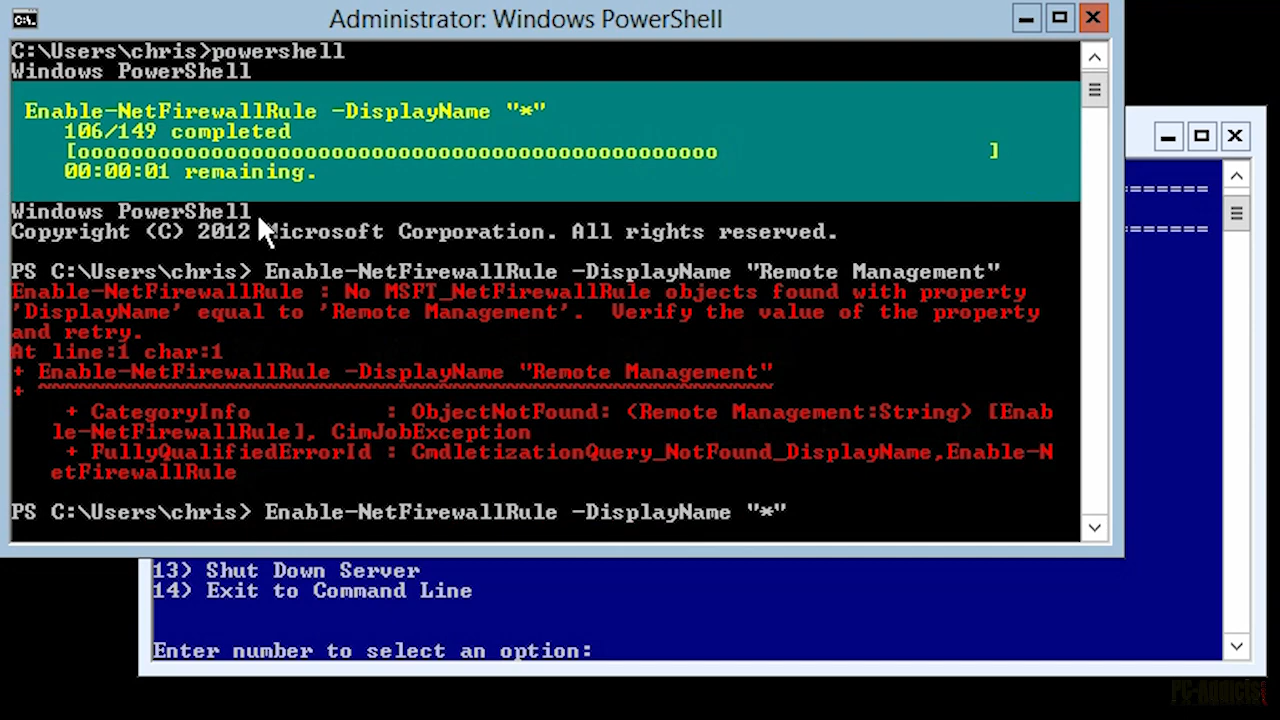 Administrator: Windows PowerShell
C:\Users\chris>powershell
Windows PowerShell
Enable-NetFirewallRule -DisplayName "*"
106/149 completed
[oooooooooooooooooooooooooooooooooooooooooooooooo ]
00:00:01 remaining.
Windows PowerShell
Copyright (C) 2012 Microsoft Corporation. All rights reserved.
PS C:\Users\chris> Enable-NetFirewallRule -DisplayName "Remote Management"
Enable-NetFirewallRule : No MSFT_NetFirewallRule objects found with property
'DisplayName' equal to 'Remote Management'.  Verify the value of the property
and retry.
At line:1 char:1
+ Enable-NetFirewallRule -DisplayName "Remote Management"
+ ~~~~~~~~~~~~~~~~~~~~~~~~~~~~~~~~~~~~~~~~~~~~~~~~~~~~~~~
+ CategoryInfo          : ObjectNotFound: (Remote Management:String) [Enab
le-NetFirewallRule], CimJobException
+ FullyQualifiedErrorId : CmdletizationQuery_NotFound_DisplayName,Enable-N
etFirewallRule
PS C:\Users\chris> Enable-NetFirewallRule -DisplayName "*"
======
======
13) Shut Down Server
14) Exit to Command Line
Enter number to select an option:
PC-Addicts